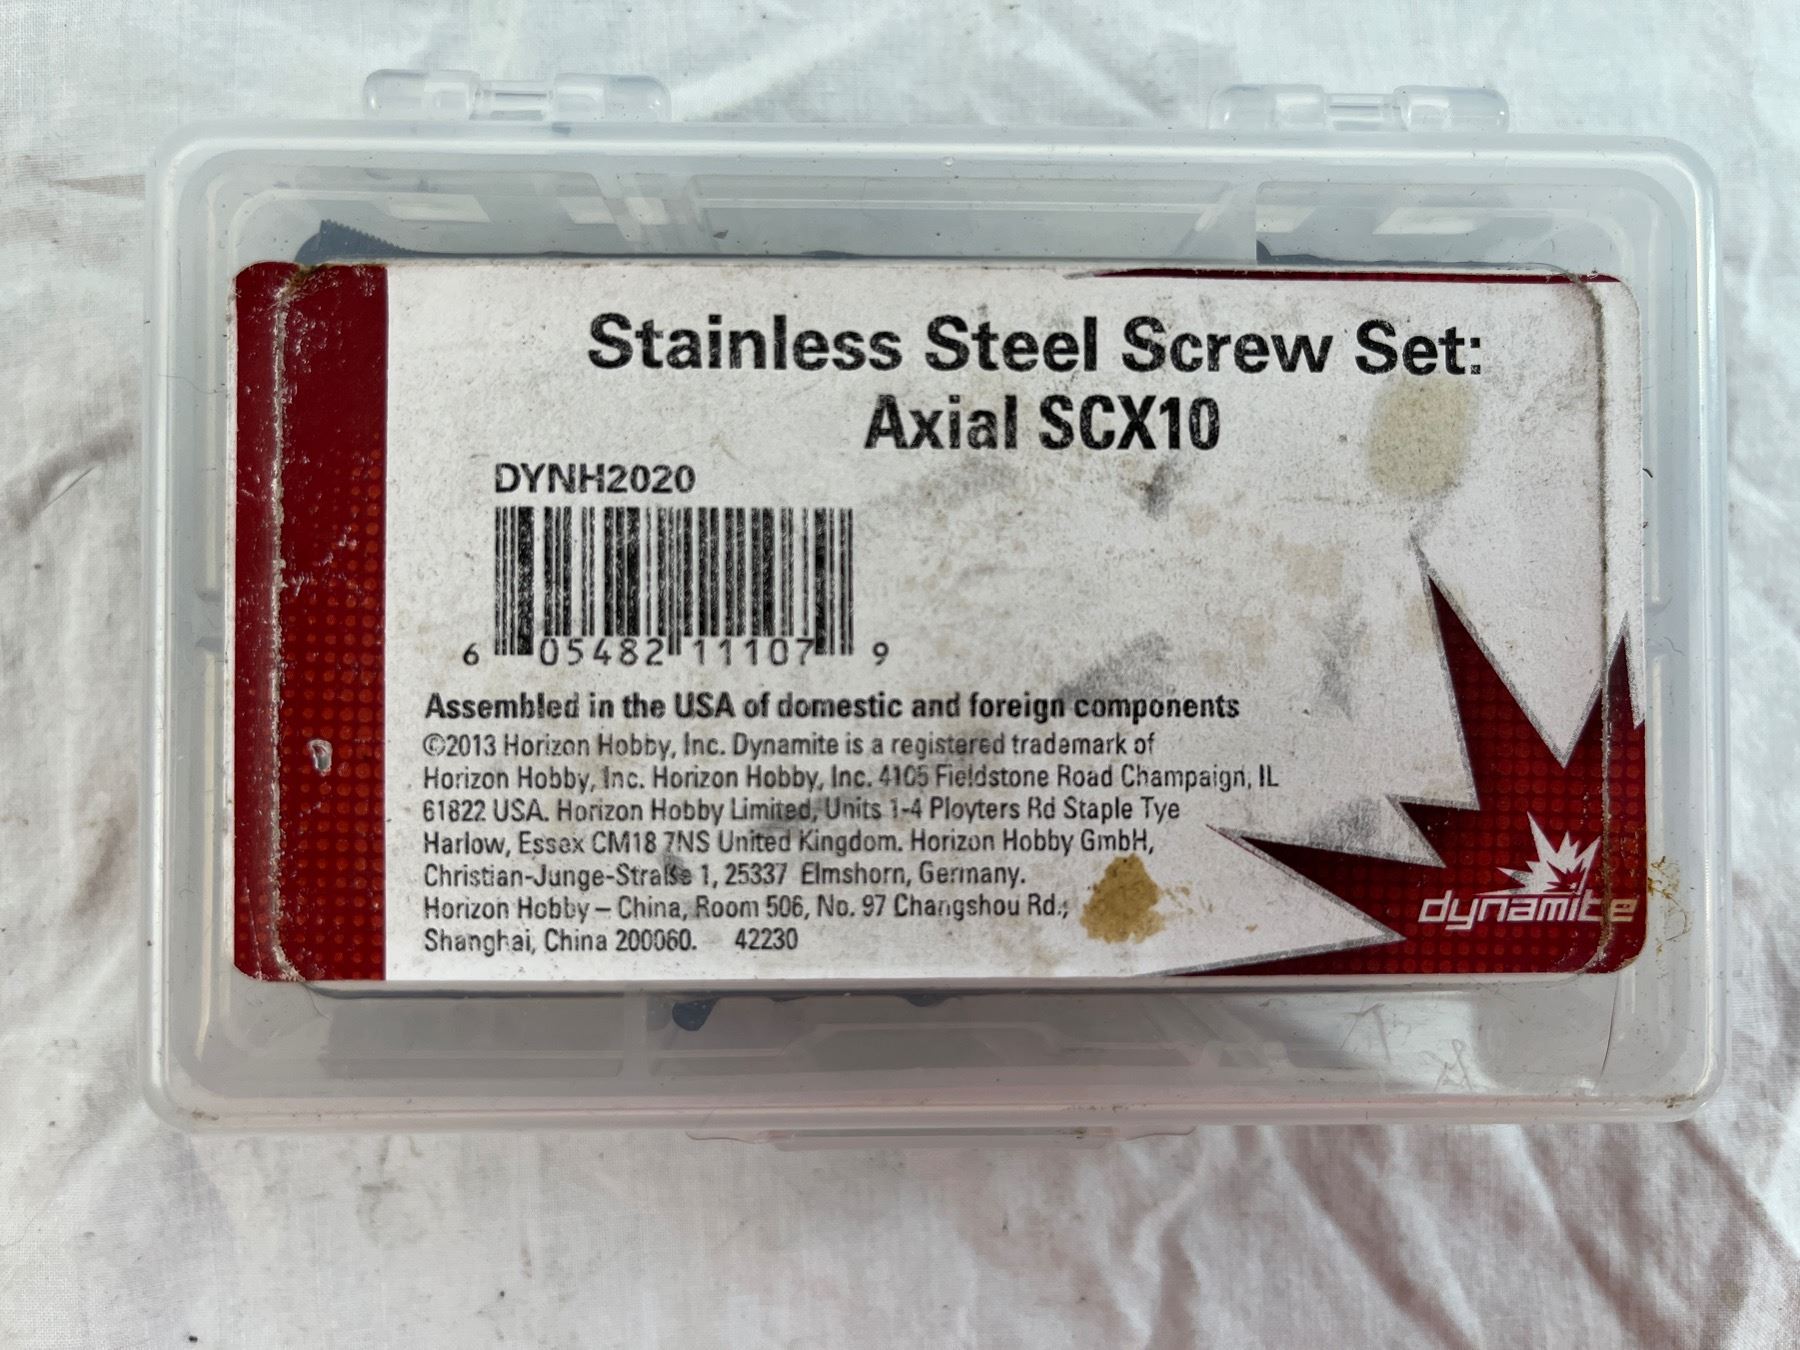 Stainless Steel Screw Set:
Axial SCX10
DYNH2020
6 05482 11107 9
Assembled in the USA of domestic and foreign components
©2013 Horizon Hobby, Inc. Dynamite is a registered trademark of
Horizon Hobby, Inc. Horizon Hobby, Inc. 4105 Fieldstone Road Champaign, IL
61822 USA. Horizon Hobby Limited, Units 1-4 Ployters Rd Staple Tye
Harlow, Essex CM18 7NS United Kingdom. Horizon Hobby GmbH,
Christian-Junge-Straße 1, 25337 Elmshorn, Germany.
Horizon Hobby – China, Room 506, No. 97 Changshou Rd.,
Shanghai, China 200060. 42230
dynamite